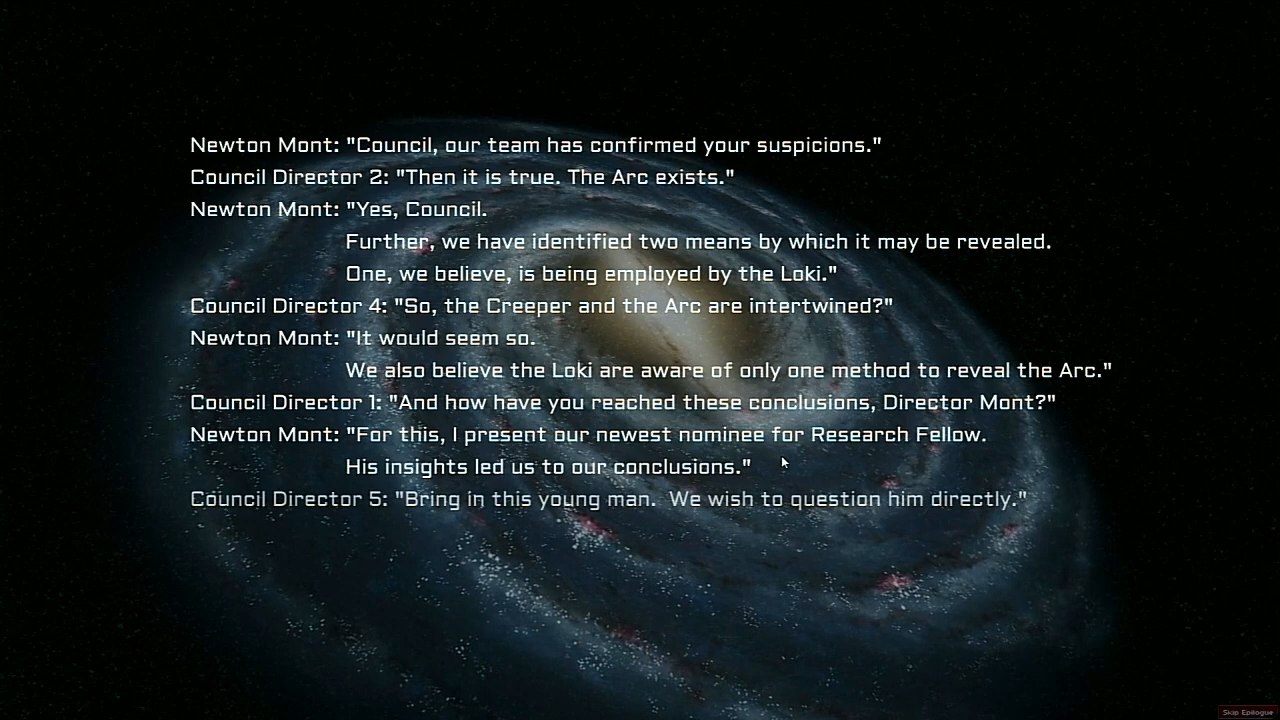 Newton Mont: "Council, our team has confirmed your suspicions."
Council Director 2: "Then it is true. The Arc exists."
Newton Mont: "Yes, Council.
Further, we have identified two means by which it may be revealed.
One, we believe, is being employed by the Loki."
Council Director 4: "So, the Creeper and the Arc are intertwined?"
Newton Mont: "It would seem so.
We also believe the Loki are aware of only one method to reveal the Arc."
Council Director 1: "And how have you reached these conclusions, Director Mont?"
Newton Mont: "For this, I present our newest nominee for Research Fellow.
His insights led us to our conclusions."
Council Director 5: "Bring in this young man.  We wish to question him directly."
Skip Epilogue